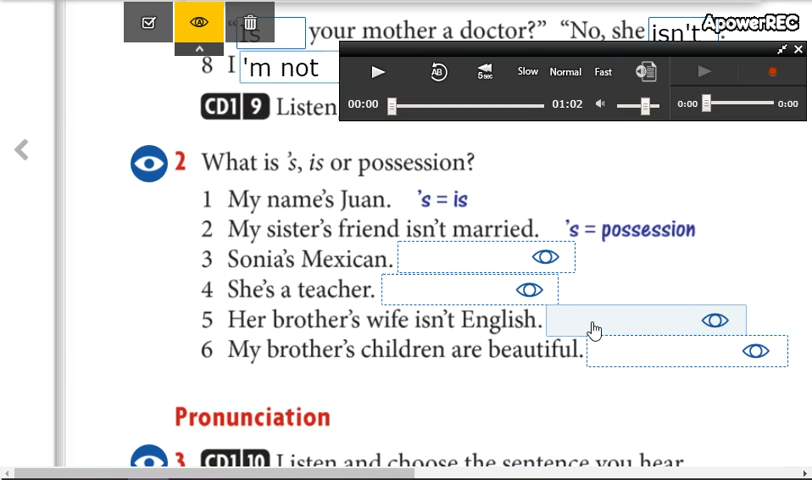 "is your mother a doctor?" "No, she isn't
ApowerREC
8 I 'm not
AB 5 sec Slow Normal Fast
00:00 01:02 0:00 0:00
CD1 9 Listen
2 What is 's, is or possession?
1 My name's Juan. 's = is
2 My sister's friend isn't married. 's = possession
3 Sonia's Mexican.
4 She's a teacher.
5 Her brother's wife isn't English.
6 My brother's children are beautiful.
Pronunciation
3 CD1 10 Listen and choose the sentence you hear